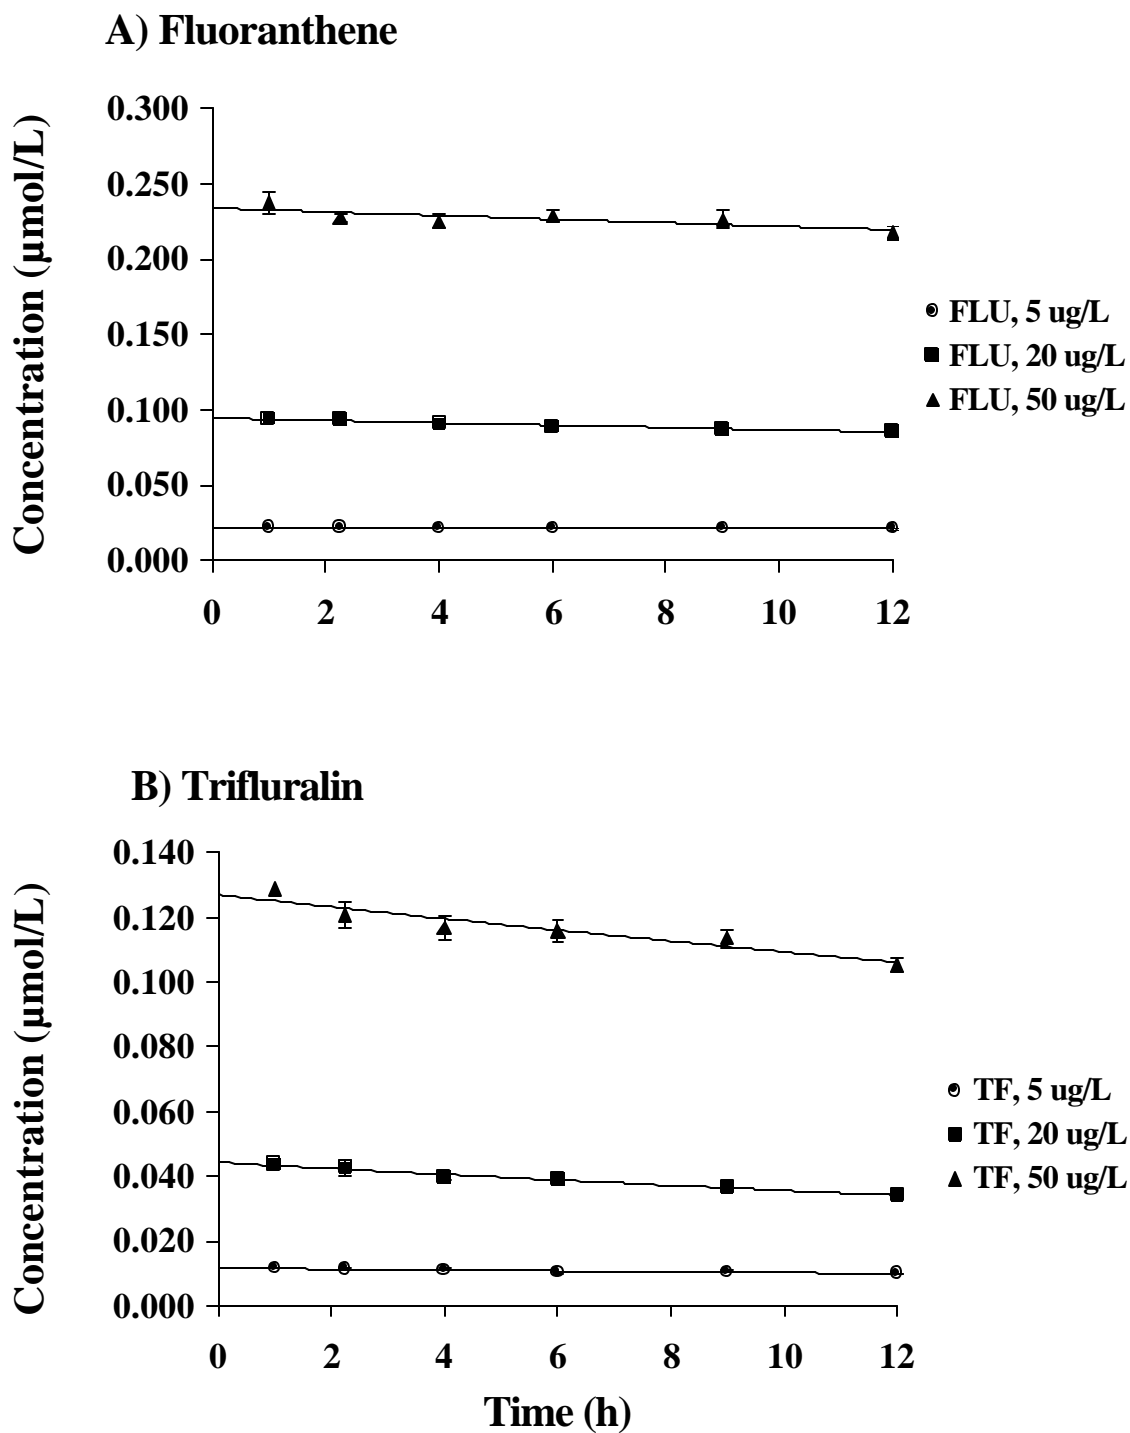 A) Fluoranthene
Concentration (µmol/L)
0.300
0.250
0.200
0.150
0.100
0.050
0.000
0 2 4 6 8 10 12
FLU, 5 ug/L
FLU, 20 ug/L
FLU, 50 ug/L
B) Trifluralin
Concentration (µmol/L)
0.140
0.120
0.100
0.080
0.060
0.040
0.020
0.000
0 2 4 6 8 10 12
TF, 5 ug/L
TF, 20 ug/L
TF, 50 ug/L
Time (h)